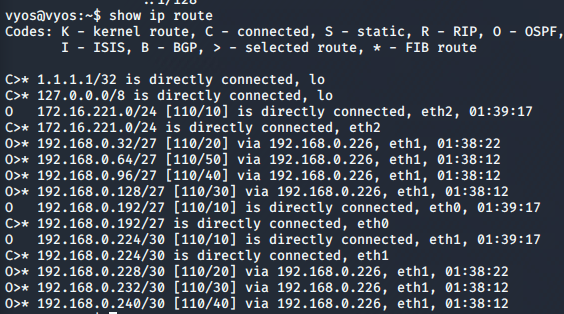 ::1/128
vyos@vyos:~$ show ip route
Codes: K - kernel route, C - connected, S - static, R - RIP, O - OSPF,
       I - ISIS, B - BGP, > - selected route, * - FIB route

C>* 1.1.1.1/32 is directly connected, lo
C>* 127.0.0.0/8 is directly connected, lo
O   172.16.221.0/24 [110/10] is directly connected, eth2, 01:39:17
C>* 172.16.221.0/24 is directly connected, eth2
O>* 192.168.0.32/27 [110/20] via 192.168.0.226, eth1, 01:38:22
O>* 192.168.0.64/27 [110/50] via 192.168.0.226, eth1, 01:38:12
O>* 192.168.0.96/27 [110/40] via 192.168.0.226, eth1, 01:38:12
O>* 192.168.0.128/27 [110/30] via 192.168.0.226, eth1, 01:38:12
O   192.168.0.192/27 [110/10] is directly connected, eth0, 01:39:17
C>* 192.168.0.192/27 is directly connected, eth0
O   192.168.0.224/30 [110/10] is directly connected, eth1, 01:39:17
C>* 192.168.0.224/30 is directly connected, eth1
O>* 192.168.0.228/30 [110/20] via 192.168.0.226, eth1, 01:38:22
O>* 192.168.0.232/30 [110/30] via 192.168.0.226, eth1, 01:38:12
O>* 192.168.0.240/30 [110/40] via 192.168.0.226, eth1, 01:38:12